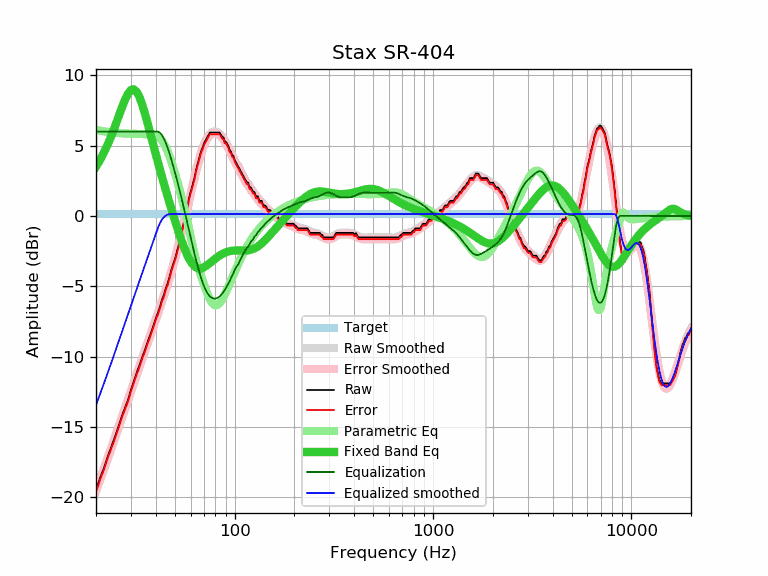 Stax SR-404
10
5
0
−5
−10
−15
−20
Amplitude (dBr)
Target
Raw Smoothed
Error Smoothed
Raw
Error
Parametric Eq
Fixed Band Eq
Equalization
Equalized smoothed
100
1000
10000
Frequency (Hz)